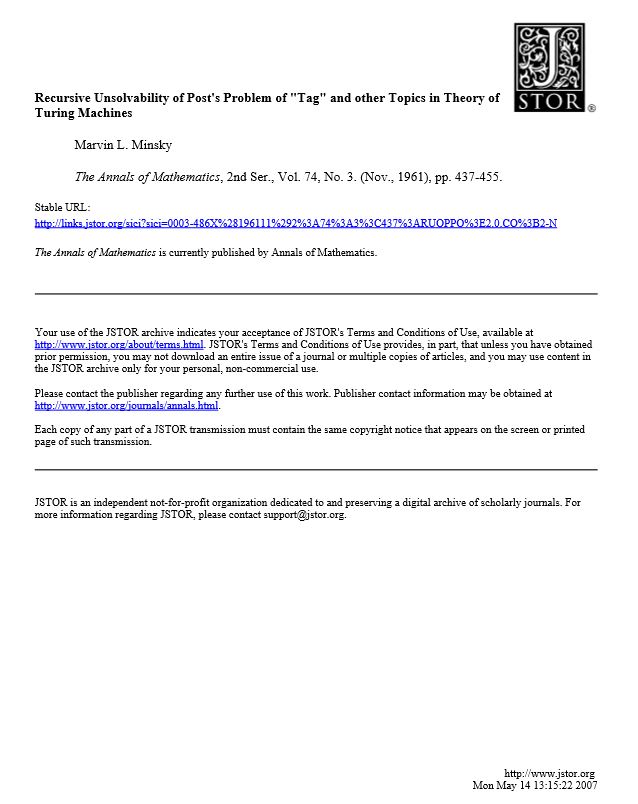 JSTOR®
Recursive Unsolvability of Post's Problem of "Tag" and other Topics in Theory of
Turing Machines
Marvin L. Minsky
The Annals of Mathematics, 2nd Ser., Vol. 74, No. 3. (Nov., 1961), pp. 437-455.
Stable URL:
http://links.jstor.org/sici?sici=0003-486X%28196111%292%3A74%3A3%3C437%3ARUOPPO%3E2.0.CO%3B2-N
The Annals of Mathematics is currently published by Annals of Mathematics.
Your use of the JSTOR archive indicates your acceptance of JSTOR's Terms and Conditions of Use, available at
http://www.jstor.org/about/terms.html. JSTOR's Terms and Conditions of Use provides, in part, that unless you have obtained
prior permission, you may not download an entire issue of a journal or multiple copies of articles, and you may use content in
the JSTOR archive only for your personal, non-commercial use.
Please contact the publisher regarding any further use of this work. Publisher contact information may be obtained at
http://www.jstor.org/journals/annals.html.
Each copy of any part of a JSTOR transmission must contain the same copyright notice that appears on the screen or printed
page of such transmission.
JSTOR is an independent not-for-profit organization dedicated to and preserving a digital archive of scholarly journals. For
more information regarding JSTOR, please contact support@jstor.org.
http://www.jstor.org
Mon May 14 13:15:22 2007